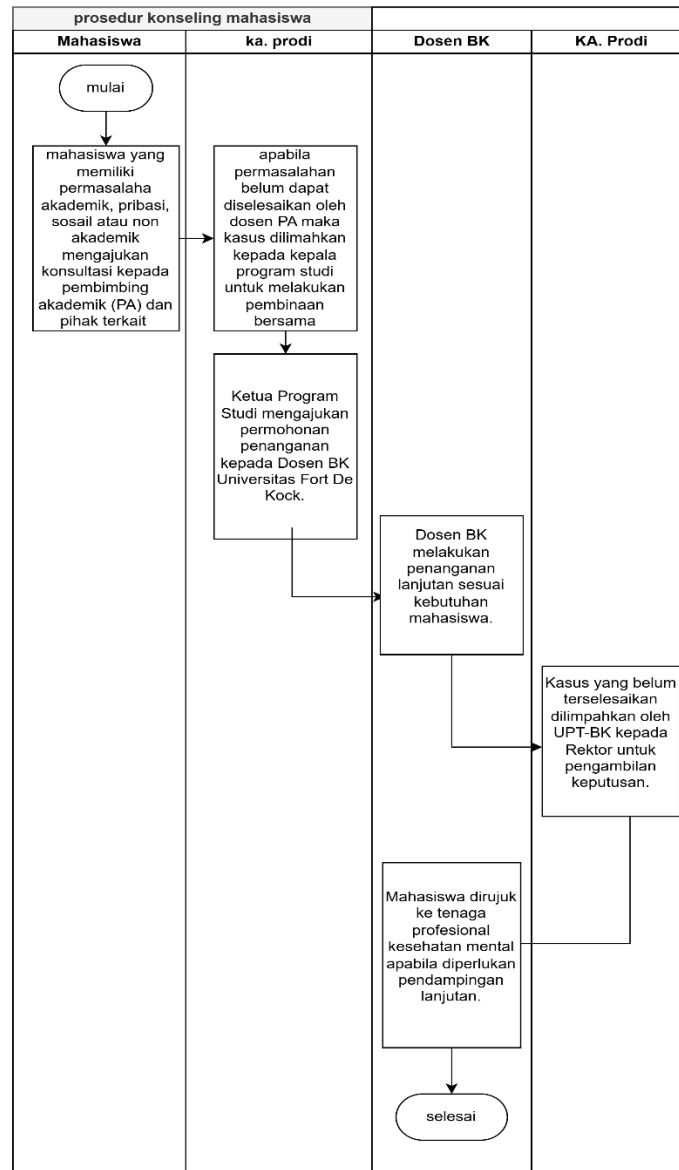 prosedur konseling mahasiswa
Mahasiswa
ka. prodi
Dosen BK
KA. Prodi
mulai
mahasiswa yang
memiliki
permasalaha
akademik, pribasi,
sosail atau non
akademik
mengajukan
konsultasi kepada
pembimbing
akademik (PA) dan
pihak terkait
apabila
permasalahan
belum dapat
diselesaikan oleh
dosen PA maka
kasus dilimahkan
kepada kepala
program studi
untuk melakukan
pembinaan
bersama
Ketua Program
Studi mengajukan
permohonan
penanganan
kepada Dosen BK
Universitas Fort De
Kock.
Dosen BK
melakukan
penanganan
lanjutan sesuai
kebutuhan
mahasiswa.
Kasus yang belum
terselesaikan
dilimpahkan oleh
UPT-BK kepada
Rektor untuk
pengambilan
keputusan.
Mahasiswa dirujuk
ke tenaga
profesional
kesehatan mental
apabila diperlukan
pendampingan
lanjutan.
selesai